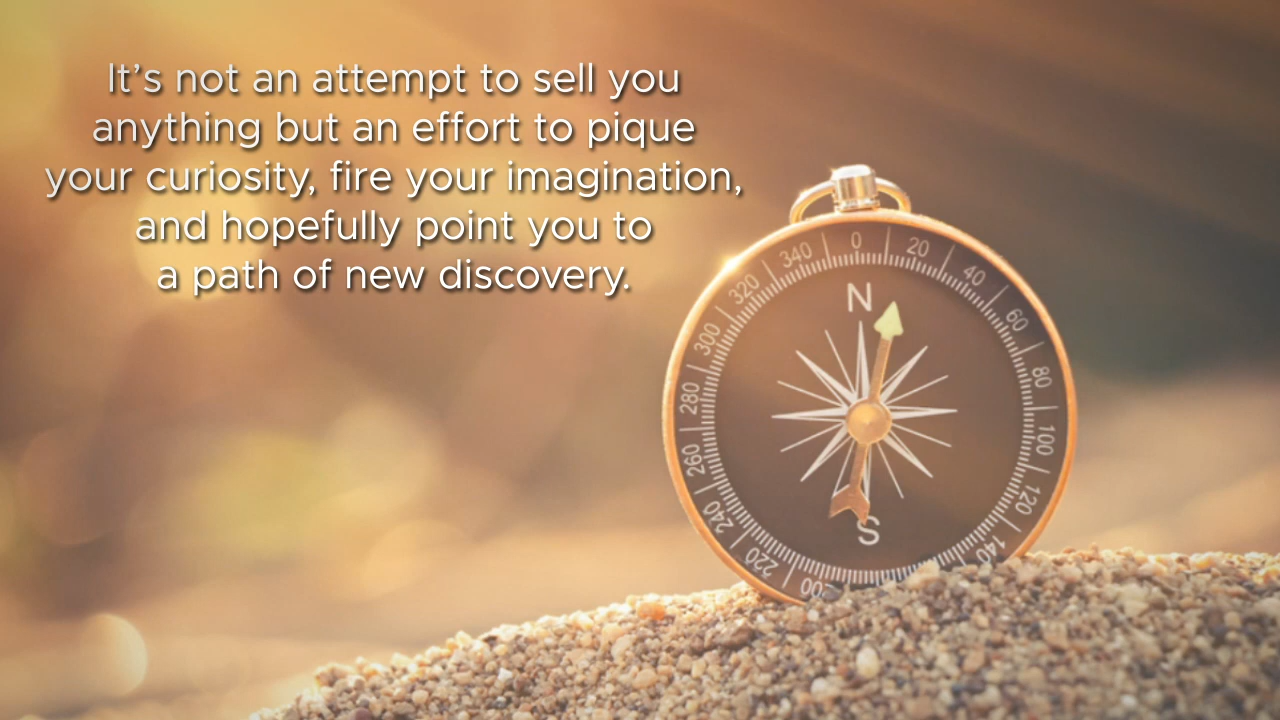 It’s not an attempt to sell you
anything but an effort to pique
your curiosity, fire your imagination,
and hopefully point you to
a path of new discovery.
0
20
40
60
80
100
120
140
200
220
240
260
280
300
320
340
N
S